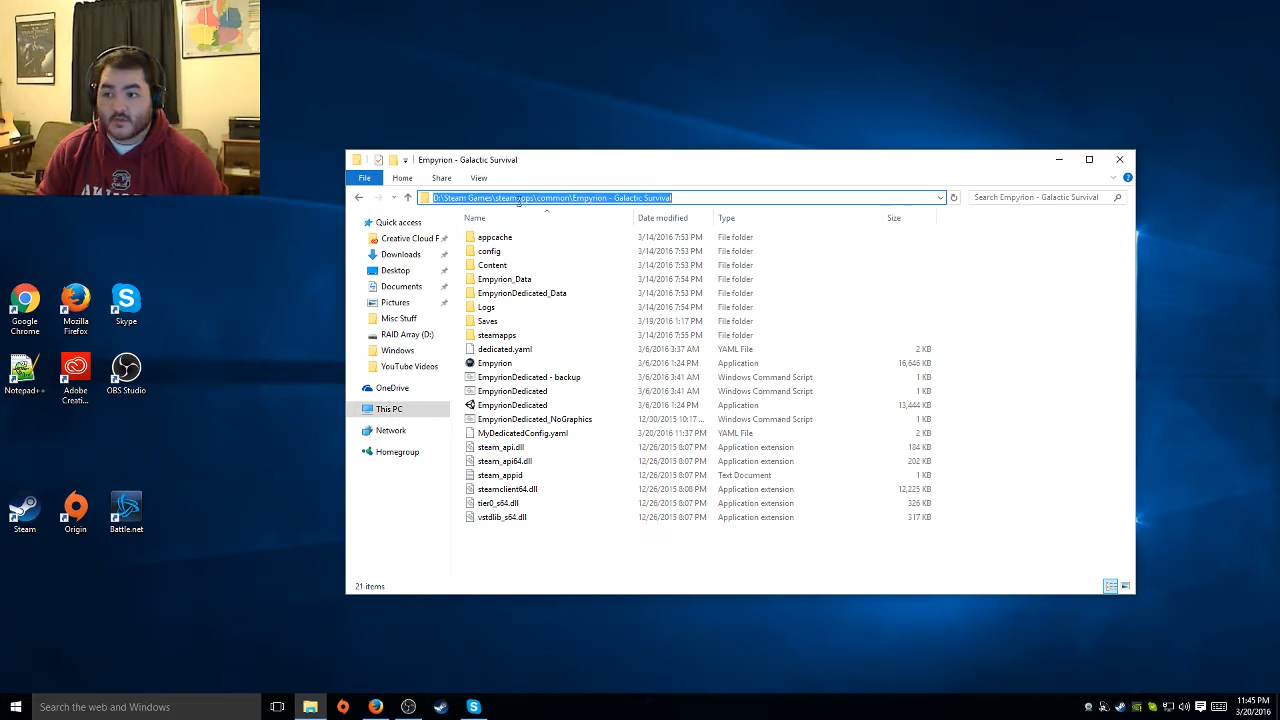 Empyrion - Galactic Survival
File Home Share View
D:\Steam Games\steamapps\common\Empyrion - Galactic Survival
Search Empyrion - Galactic Survival
Name Date modified Type Size
Quick access
Creative Cloud F
Downloads
Desktop
Documents
Pictures
Misc Stuff
RAID Array (D:)
Windows
YouTube Videos
OneDrive
This PC
Network
Homegroup
appcache 3/14/2016 7:53 PM File folder
config 3/14/2016 7:53 PM File folder
Content 3/14/2016 7:53 PM File folder
Empyrion_Data 3/14/2016 7:53 PM File folder
EmpyrionDedicated_Data 3/14/2016 7:53 PM File folder
Logs 3/14/2016 7:54 PM File folder
Saves 3/19/2016 1:17 PM File folder
steamapps 3/14/2016 7:55 PM File folder
dedicated.yaml 3/6/2016 3:37 AM YAML File 2 KB
Empyrion 3/6/2016 1:24 PM Application 16,646 KB
EmpyrionDedicated - backup 3/6/2016 3:41 AM Windows Command Script 1 KB
EmpyrionDedicated 3/6/2016 3:41 AM Windows Command Script 1 KB
EmpyrionDedicated 3/6/2016 1:24 PM Application 13,444 KB
EmpyrionDedicated_NoGraphics 12/30/2015 10:17 ... Windows Command Script 1 KB
MyDedicatedConfig.yaml 3/20/2016 11:37 PM YAML File 2 KB
steam_api.dll 12/26/2015 8:07 PM Application extension 184 KB
steam_api64.dll 12/26/2015 8:07 PM Application extension 202 KB
steam_appid 12/26/2015 8:07 PM Text Document 1 KB
steamclient64.dll 12/26/2015 8:08 PM Application extension 12,225 KB
tier0_s64.dll 12/26/2015 8:07 PM Application extension 326 KB
vstdlib_s64.dll 12/26/2015 8:07 PM Application extension 317 KB
21 items
Google Chrome
Mozilla Firefox
Skype
Notepad++
Adobe Creati...
OBS Studio
Steam
Origin
Battle.net
Search the web and Windows
11:45 PM
3/20/2016